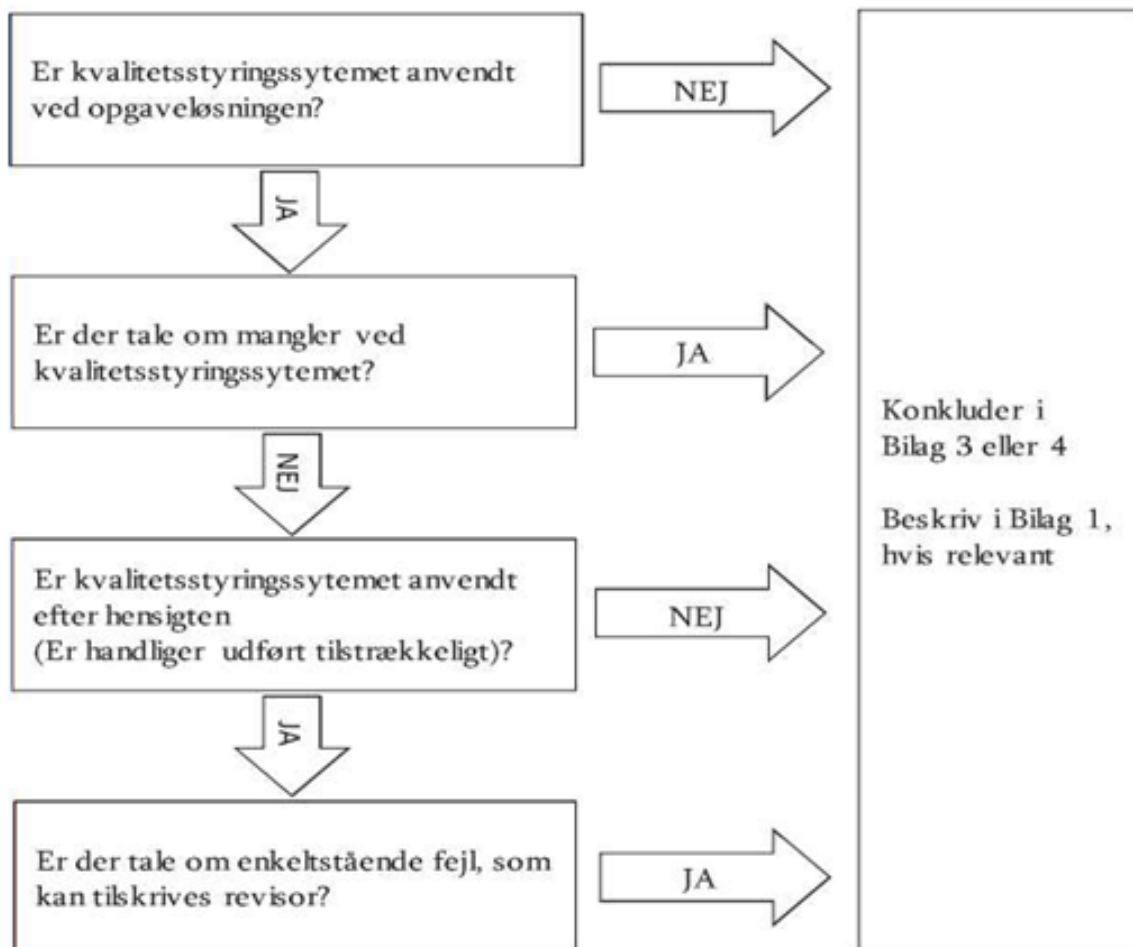 Er kvalitetsstyringssytemet anvendt
ved opgaveløsningen?
NEJ
JA
Er der tale om mangler ved
kvalitetsstyringssytemet?
JA
NEJ
Er kvalitetsstyringssytemet anvendt
efter hensigten
(Er handliger udført tilstrækkeligt)?
NEJ
JA
Er der tale om enkeltstående fejl, som
kan tilskrives revisor?
JA
Konkluder i
Bilag 3 eller 4
Beskriv i Bilag 1,
hvis relevant